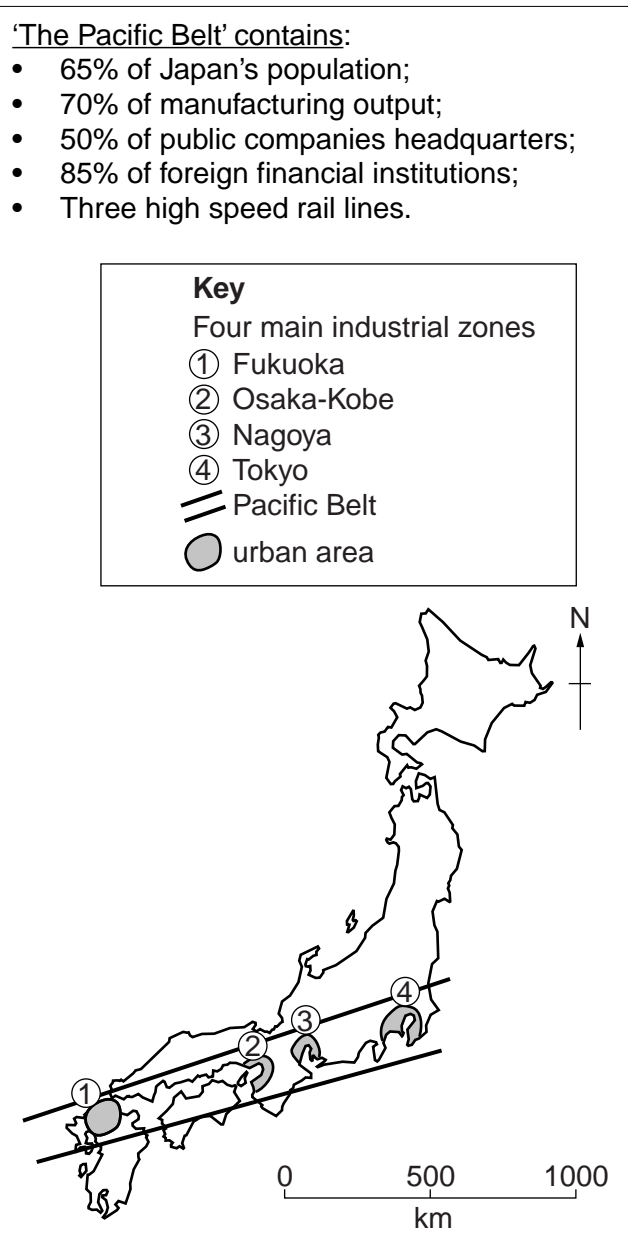 ‘The Pacific Belt’ contains:
• 65% of Japan’s population;
• 70% of manufacturing output;
• 50% of public companies headquarters;
• 85% of foreign financial institutions;
• Three high speed rail lines.
Key
Four main industrial zones
1 Fukuoka
2 Osaka-Kobe
3 Nagoya
4 Tokyo
Pacific Belt
urban area
N
4
3
2
1
0 500 1000
km